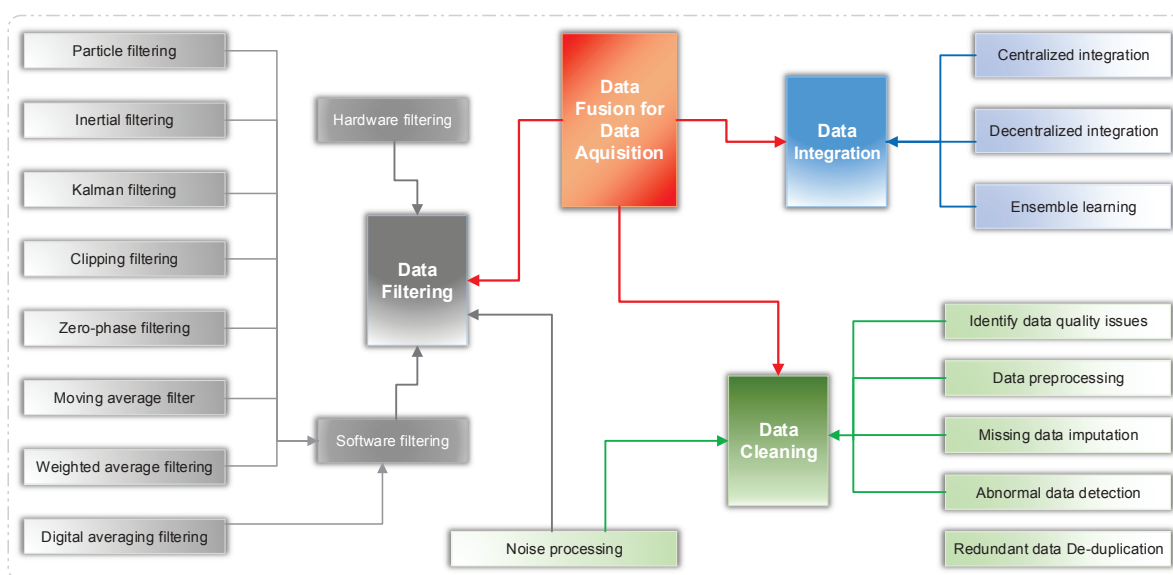 Particle filtering
Inertial filtering
Kalman filtering
Clipping filtering
Zero-phase filtering
Moving average filter
Weighted average filtering
Digital averaging filtering
Hardware filtering
Data
Filtering
Software filtering
Data
Fusion for
Data
Aquisition
Data
Integration
Centralized integration
Decentralized integration
Ensemble learning
Data
Cleaning
Identify data quality issues
Data preprocessing
Missing data imputation
Abnormal data detection
Redundant data De-duplication
Noise processing